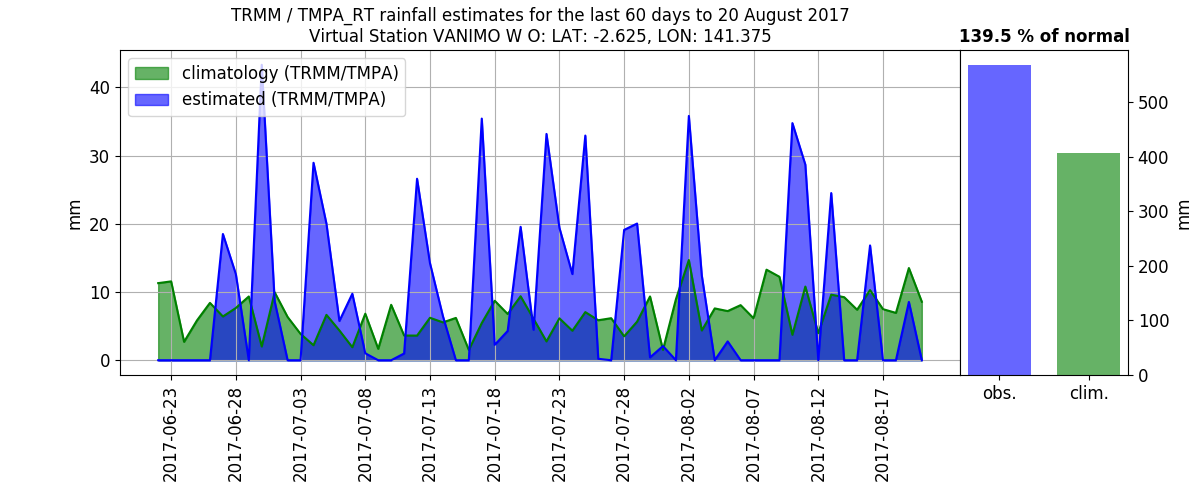 TRMM / TMPA_RT rainfall estimates for the last 60 days to 20 August 2017
Virtual Station VANIMO W O: LAT: -2.625, LON: 141.375
139.5 % of normal
climatology (TRMM/TMPA)
estimated (TRMM/TMPA)
mm
40
30
20
10
0
2017-06-23
2017-06-28
2017-07-03
2017-07-08
2017-07-13
2017-07-18
2017-07-23
2017-07-28
2017-08-02
2017-08-07
2017-08-12
2017-08-17
500
400
300
200
100
0
mm
obs.
clim.